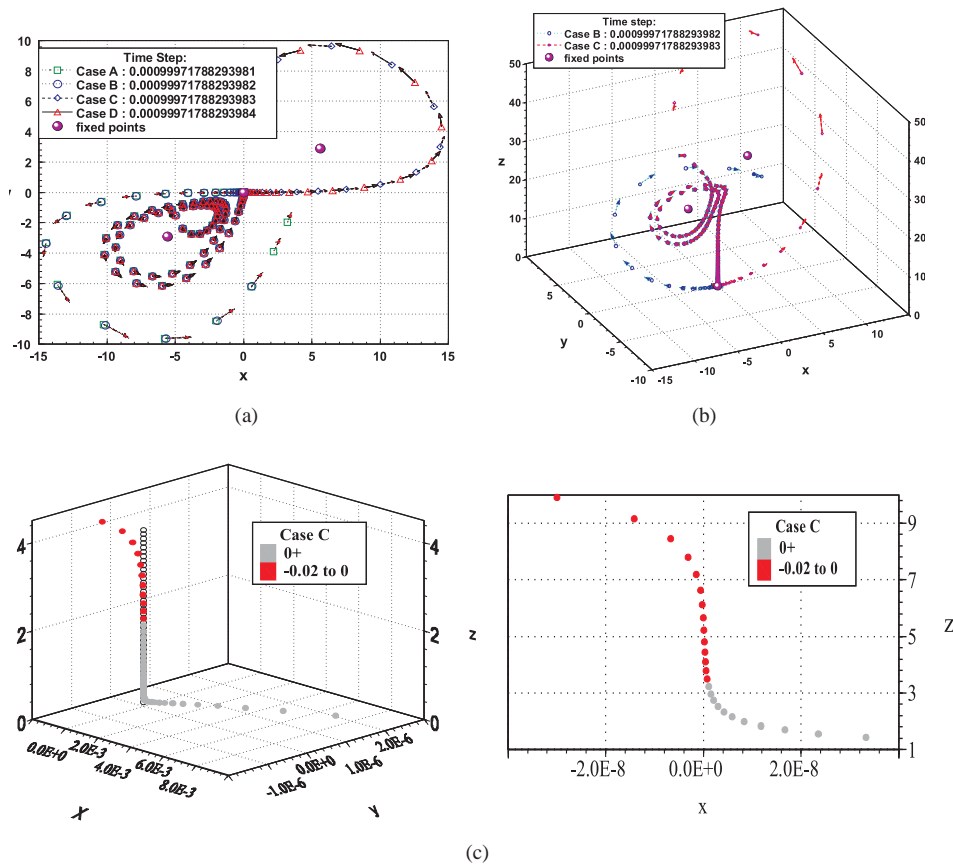 10
8
6
4
2
0
-2
-4
-6
-8
-10
-15
-10
-5
0
5
10
15
x
Time Step:
Case A : 0.00099971788293981
Case B : 0.00099971788293982
Case C : 0.00099971788293983
Case D : 0.00099971788293984
fixed points
(a)
Time step:
Case B : 0.00099971788293982
Case C : 0.00099971788293983
fixed points
50
40
30
20
10
0
z
5
0
-5
-10
y
-15
-10
-5
0
5
10
x
50
40
30
20
10
0
(b)
4
2
0
4
2
0
z
Case C
0+
-0.02 to 0
0.0E+0
2.0E-3
4.0E-3
6.0E-3
8.0E-3
X
-1.0E-6
0.0E+0
1.0E-6
2.0E-6
y
Case C
0+
-0.02 to 0
9
7
5
3
1
Z
-2.0E-8
0.0E+0
2.0E-8
x
(c)